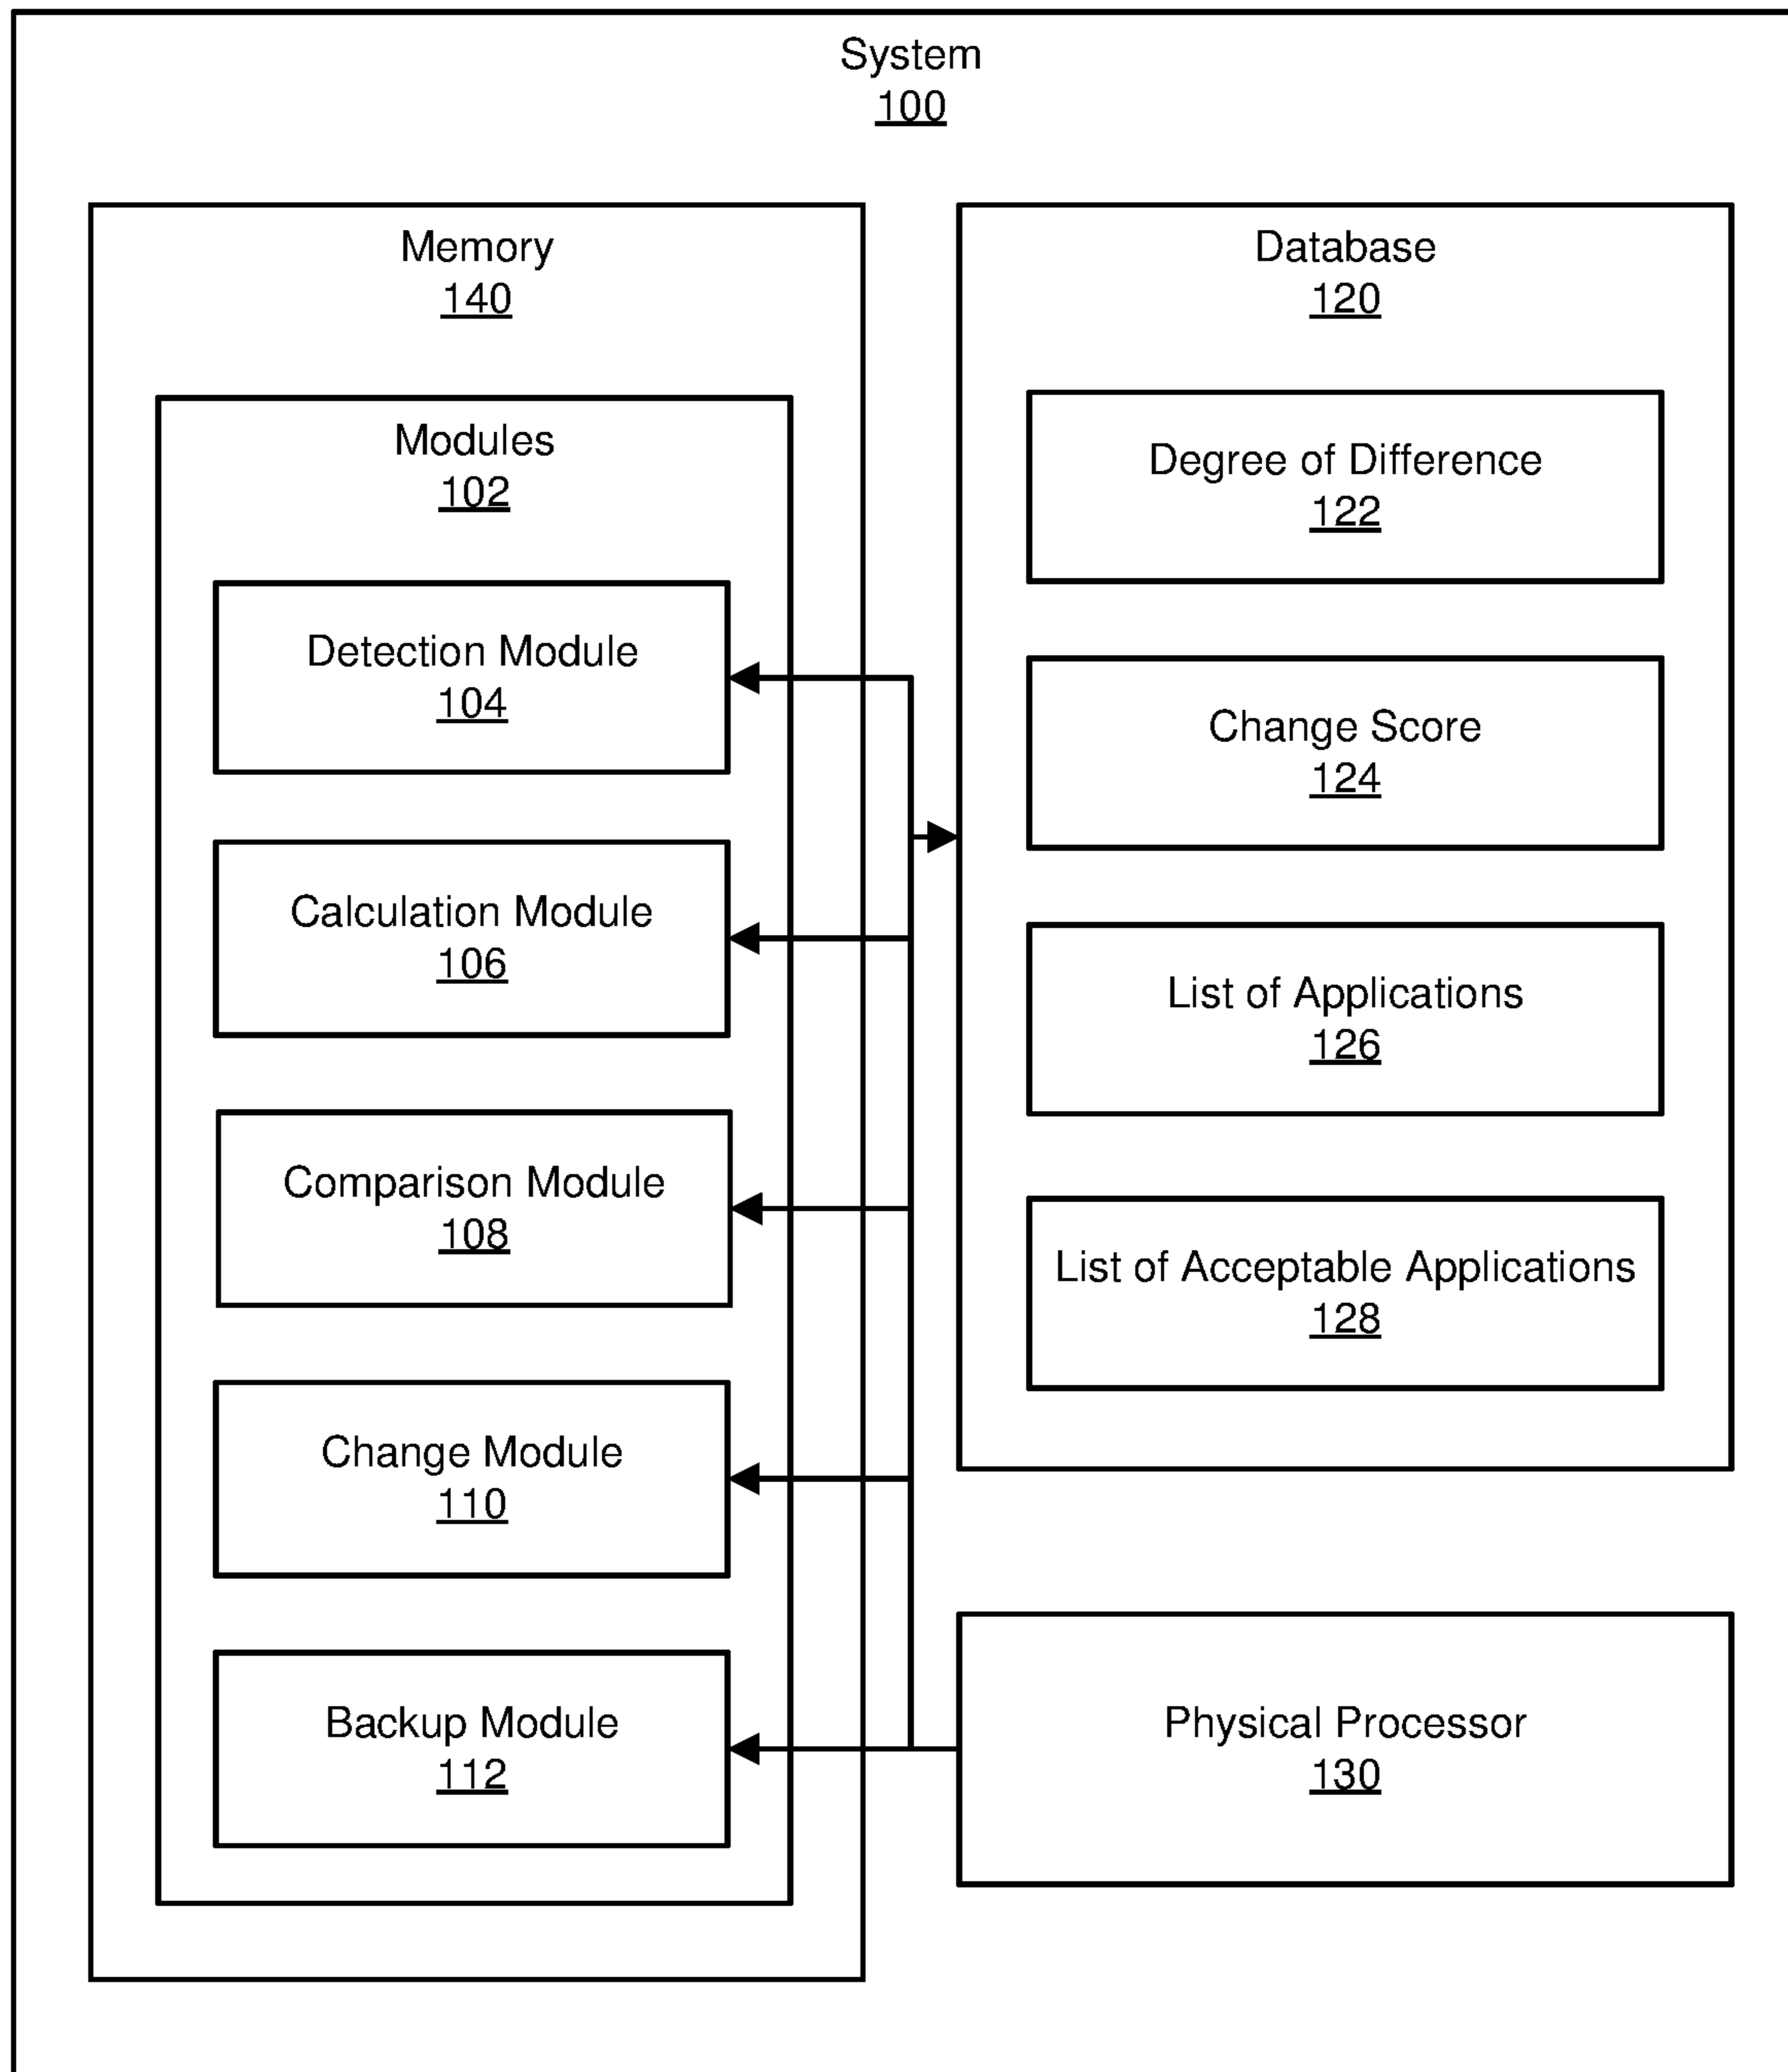 System
100
Memory
140
Modules
102
Detection Module
104
Calculation Module
106
Comparison Module
108
Change Module
110
Backup Module
112
Database
120
Degree of Difference
122
Change Score
124
List of Applications
126
List of Acceptable Applications
128
Physical Processor
130